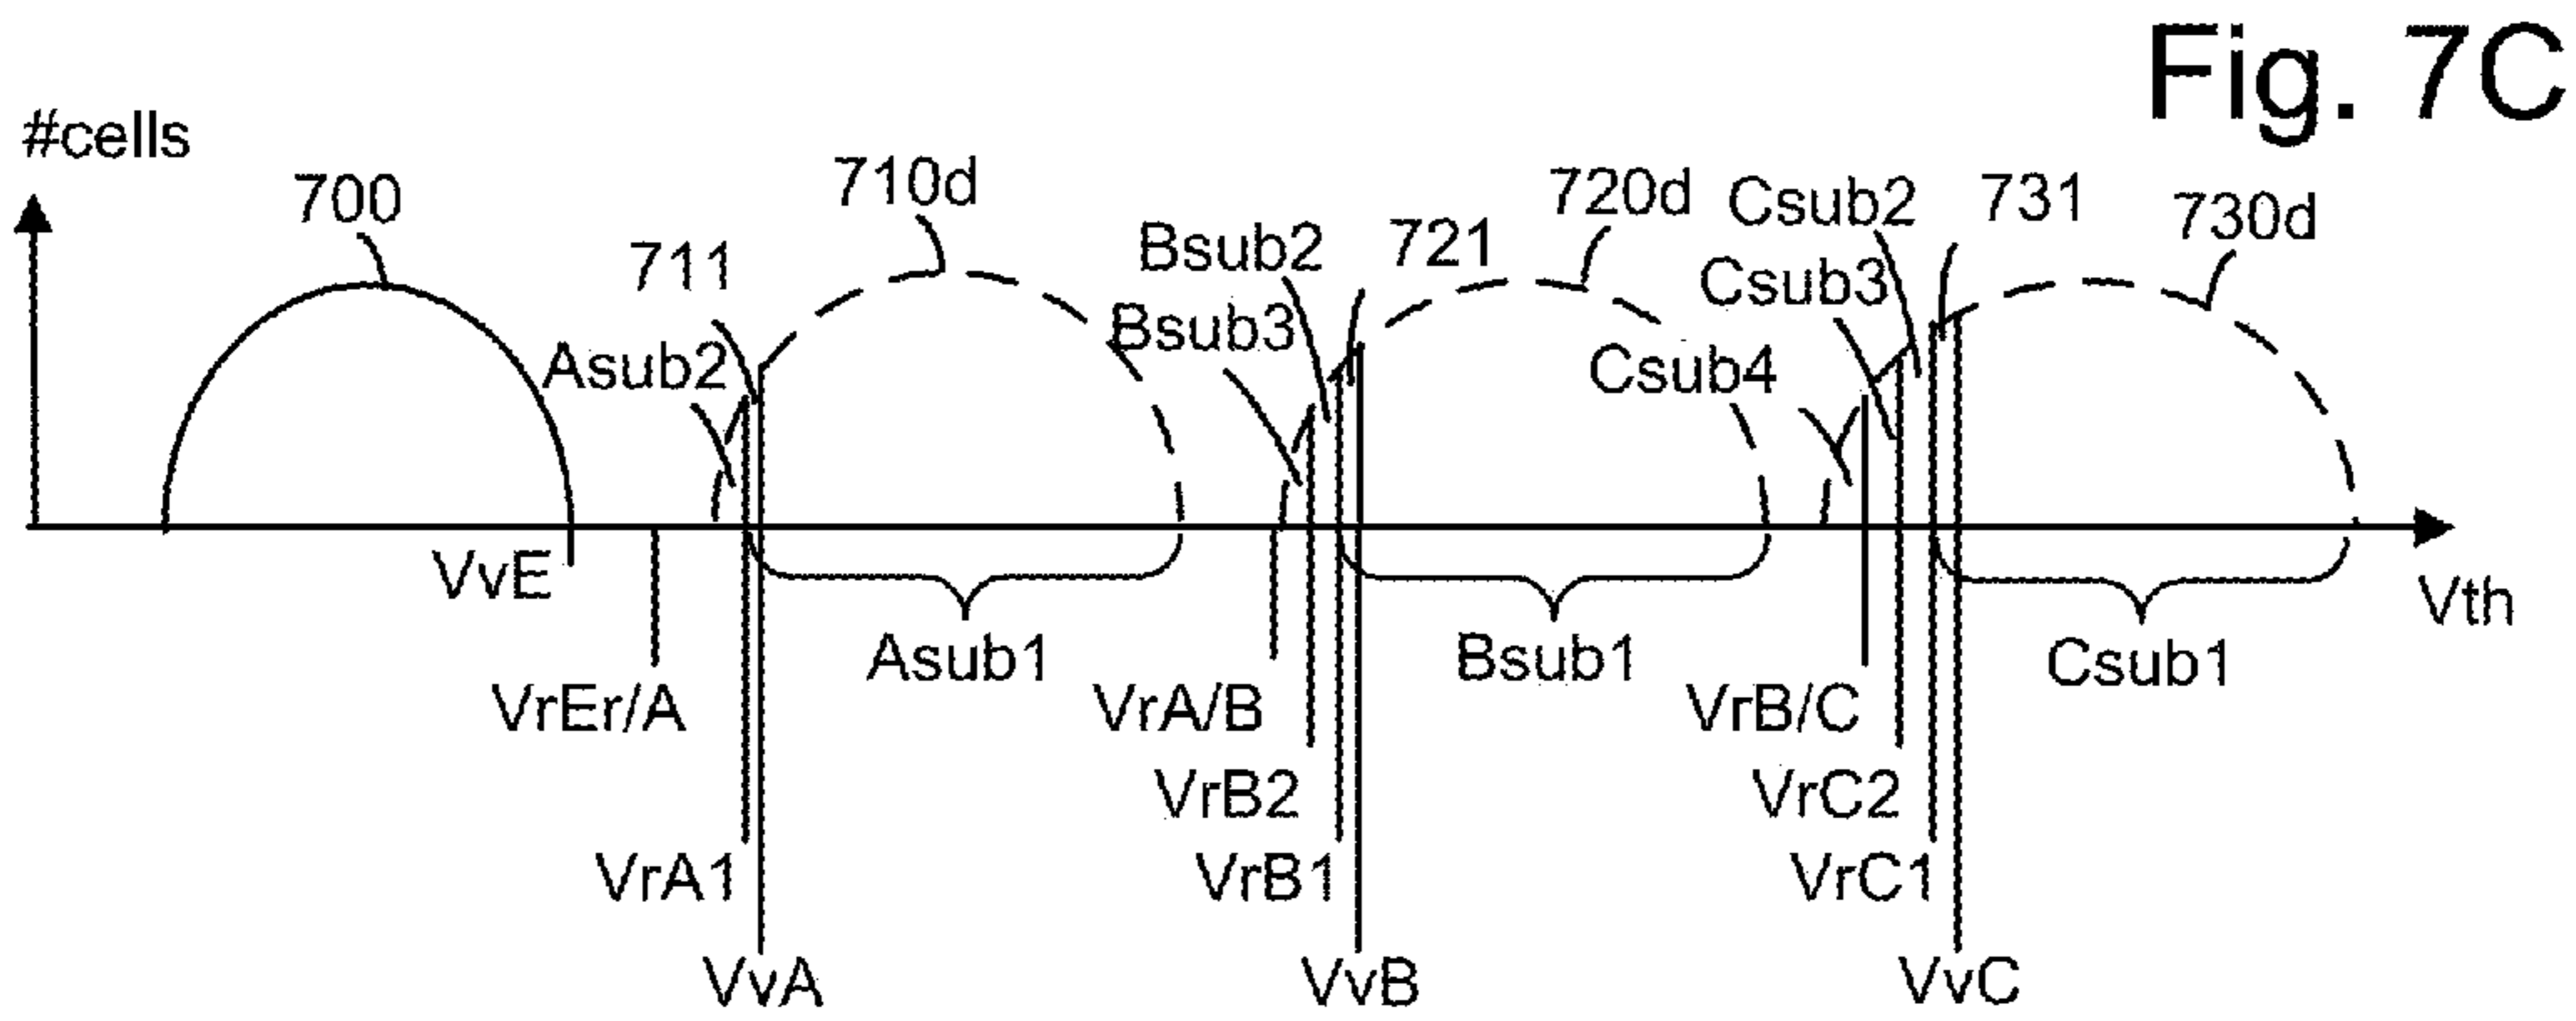 Fig. 7C
#cells
700
711
710d
Asub2
Bsub2
Bsub3
721
720d
Csub2
Csub3
Csub4
731
730d
VvE
VrEr/A
Asub1
VrA/B
Bsub1
VrB/C
Csub1
Vth
VrB2
VrC2
VrA1
VrB1
VrC1
VvA
VvB
VvC